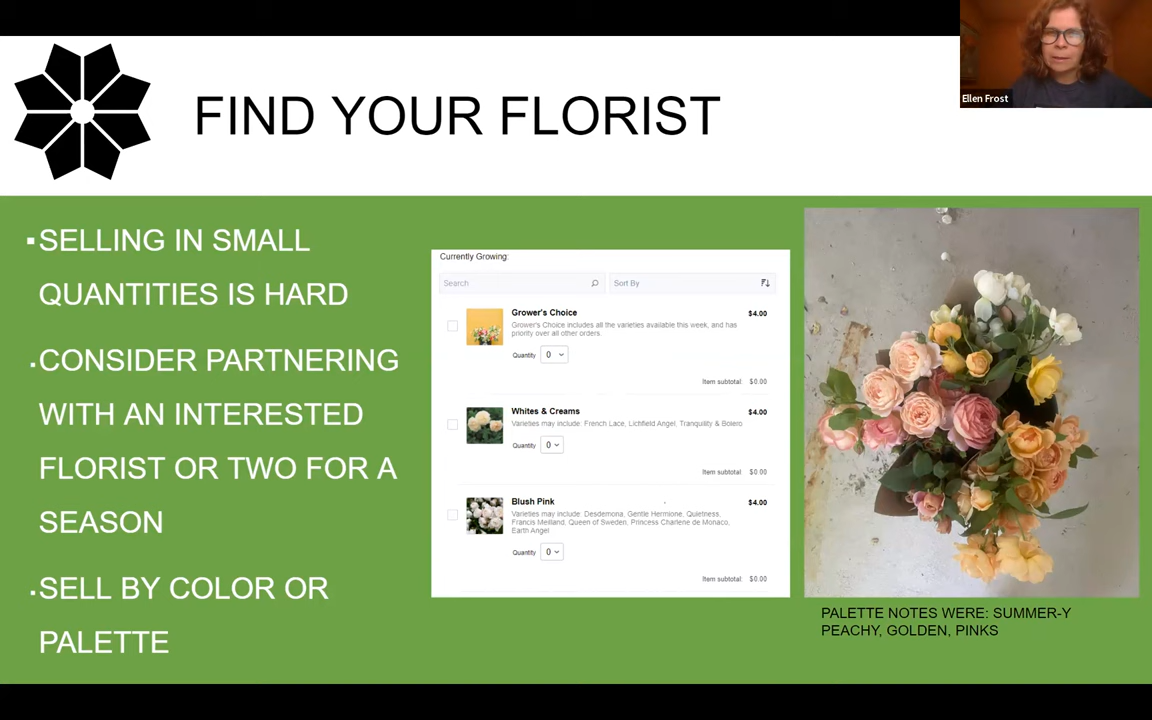 Ellen Frost
FIND YOUR FLORIST
▪SELLING IN SMALL
QUANTITIES IS HARD
▪CONSIDER PARTNERING
WITH AN INTERESTED
FLORIST OR TWO FOR A
SEASON
▪SELL BY COLOR OR
PALETTE
Currently Growing:
Search
Sort By
Grower's Choice $4.00
Grower's Choice includes all the varieties available this week, and has
priority over all other orders.
Quantity 0
Item subtotal: $0.00
Whites & Creams $4.00
Varieties may include: French Lace, Lichfield Angel, Tranquility & Bolero
Quantity 0
Item subtotal: $0.00
Blush Pink $4.00
Varieties may include: Desdemona, Gentle Hermione, Quietness,
Francis Meilland, Queen of Sweden, Princess Charlene de Monaco,
Earth Angel
Quantity 0
Item subtotal: $0.00
PALETTE NOTES WERE: SUMMER-Y
PEACHY, GOLDEN, PINKS